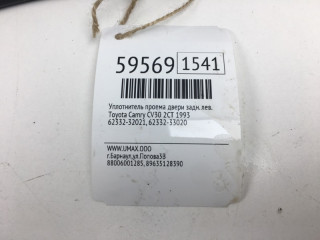 59569 1541
Уплотнитель проема двери задн. лев.
Toyota Camry CV30 2CT 1993
62332-32021, 62332-33020
WWW.UMAX.OOO
г.Барнаул,ул.Попова58
88006001285, 89635128390